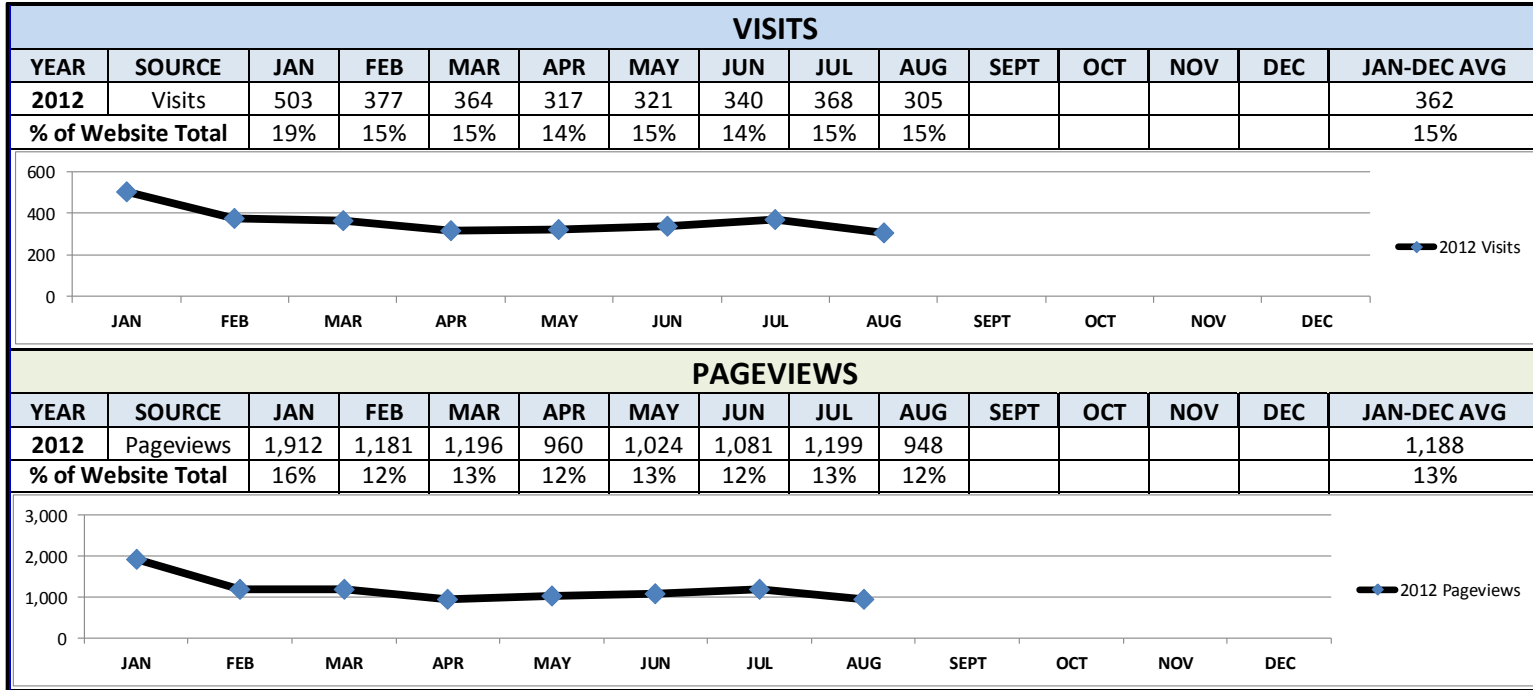 VISITS
YEAR SOURCE JAN FEB MAR APR MAY JUN JUL AUG SEPT OCT NOV DEC JAN-DEC AVG
2012 Visits 503 377 364 317 321 340 368 305 362
% of Website Total 19% 15% 15% 14% 15% 14% 15% 15% 15%
600
400
200
0
JAN FEB MAR APR MAY JUN JUL AUG SEPT OCT NOV DEC
2012 Visits
PAGEVIEWS
YEAR SOURCE JAN FEB MAR APR MAY JUN JUL AUG SEPT OCT NOV DEC JAN-DEC AVG
2012 Pageviews 1,912 1,181 1,196 960 1,024 1,081 1,199 948 1,188
% of Website Total 16% 12% 13% 12% 13% 12% 13% 12% 13%
3,000
2,000
1,000
0
JAN FEB MAR APR MAY JUN JUL AUG SEPT OCT NOV DEC
2012 Pageviews